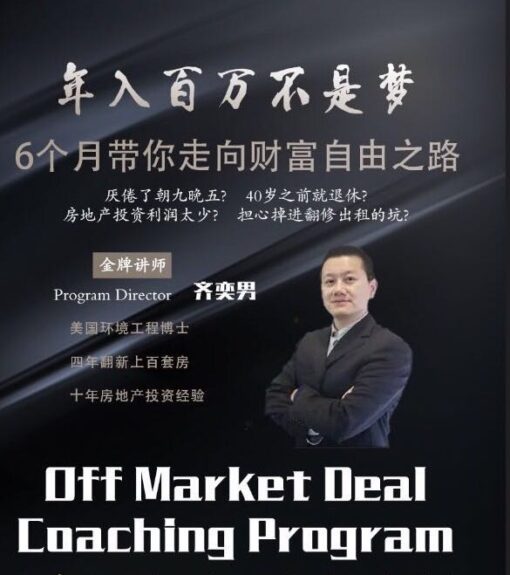 年入百万不是梦
6个月带你走向财富自由之路
厌倦了朝九晚五? 40岁之前就退休?
房地产投资利润太少? 担心掉进翻修出租的坑?
金牌讲师
Program Director 齐奕男
美国环境工程博士
四年翻新上百套房
十年房地产投资经验
Off Market Deal
Coaching Program